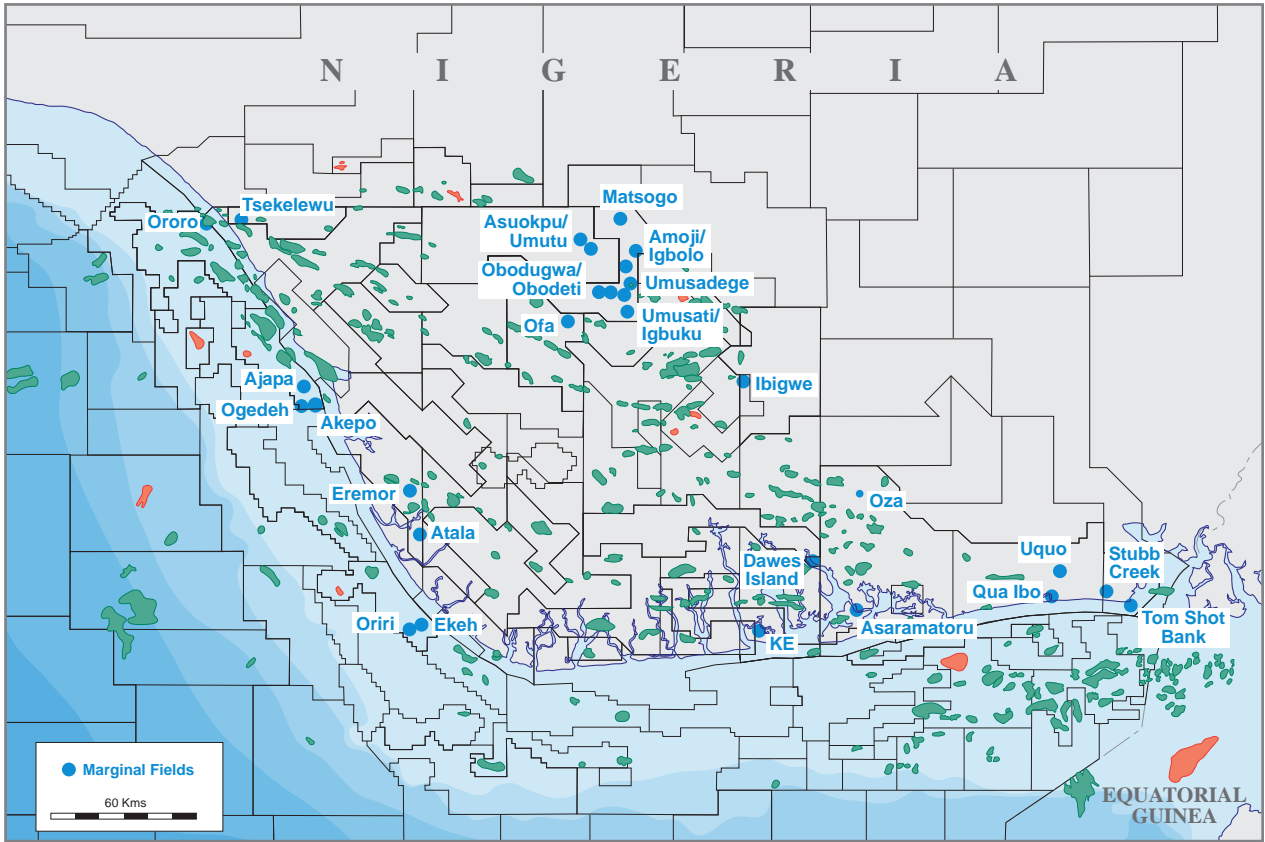 N I G E R I A
Matsogo
Tsekelewu
Ororo
Asuokpu/
Umutu
Amoji/
Igbolo
Obodugwa/
Obodeti
Umusadege
Ofa
Umusati/
Igbuku
Ajapa
Ibigwe
Ogedeh
Akepo
Eremor
Oza
Atala
Uquo
Stubb
Creek
Dawes
Island
Qua Ibo
Oriri
Ekeh
Asaramatoru
Tom Shot
Bank
KE
Marginal Fields
60 Kms
EQUATORIAL
GUINEA